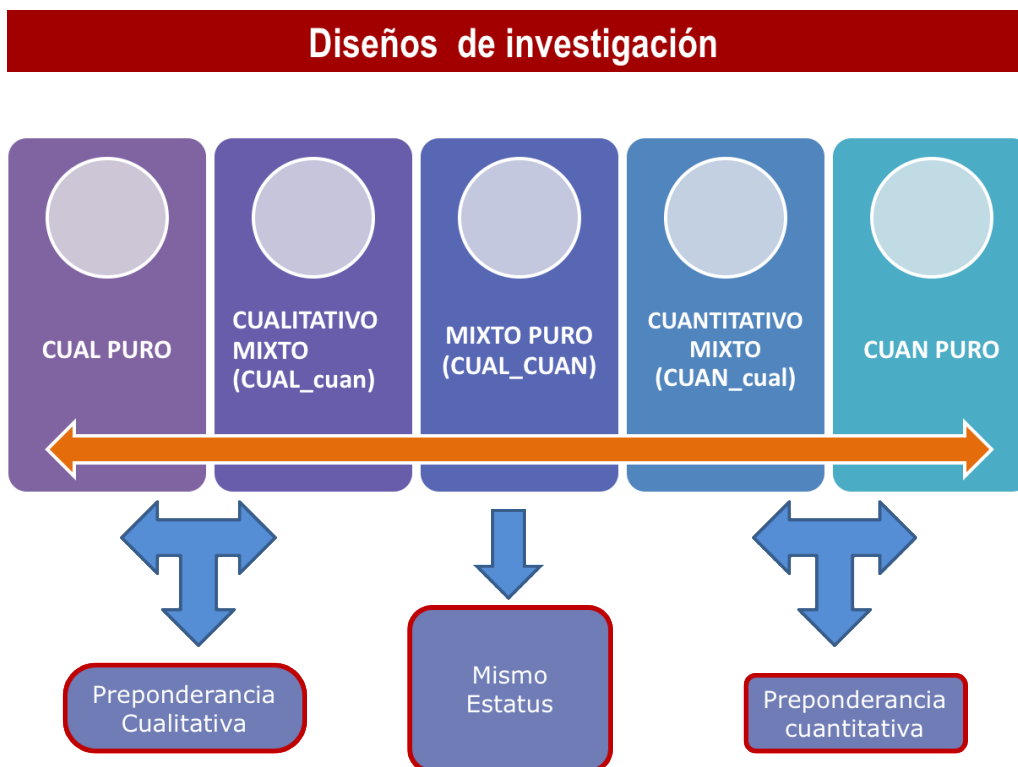 Diseños  de investigación
CUAL PURO
CUALITATIVO
MIXTO
(CUAL_cuan)
MIXTO PURO
(CUAL_CUAN)
CUANTITATIVO
MIXTO
(CUAN_cual)
CUAN PURO
Preponderancia
Cualitativa
Mismo
Estatus
Preponderancia
cuantitativa